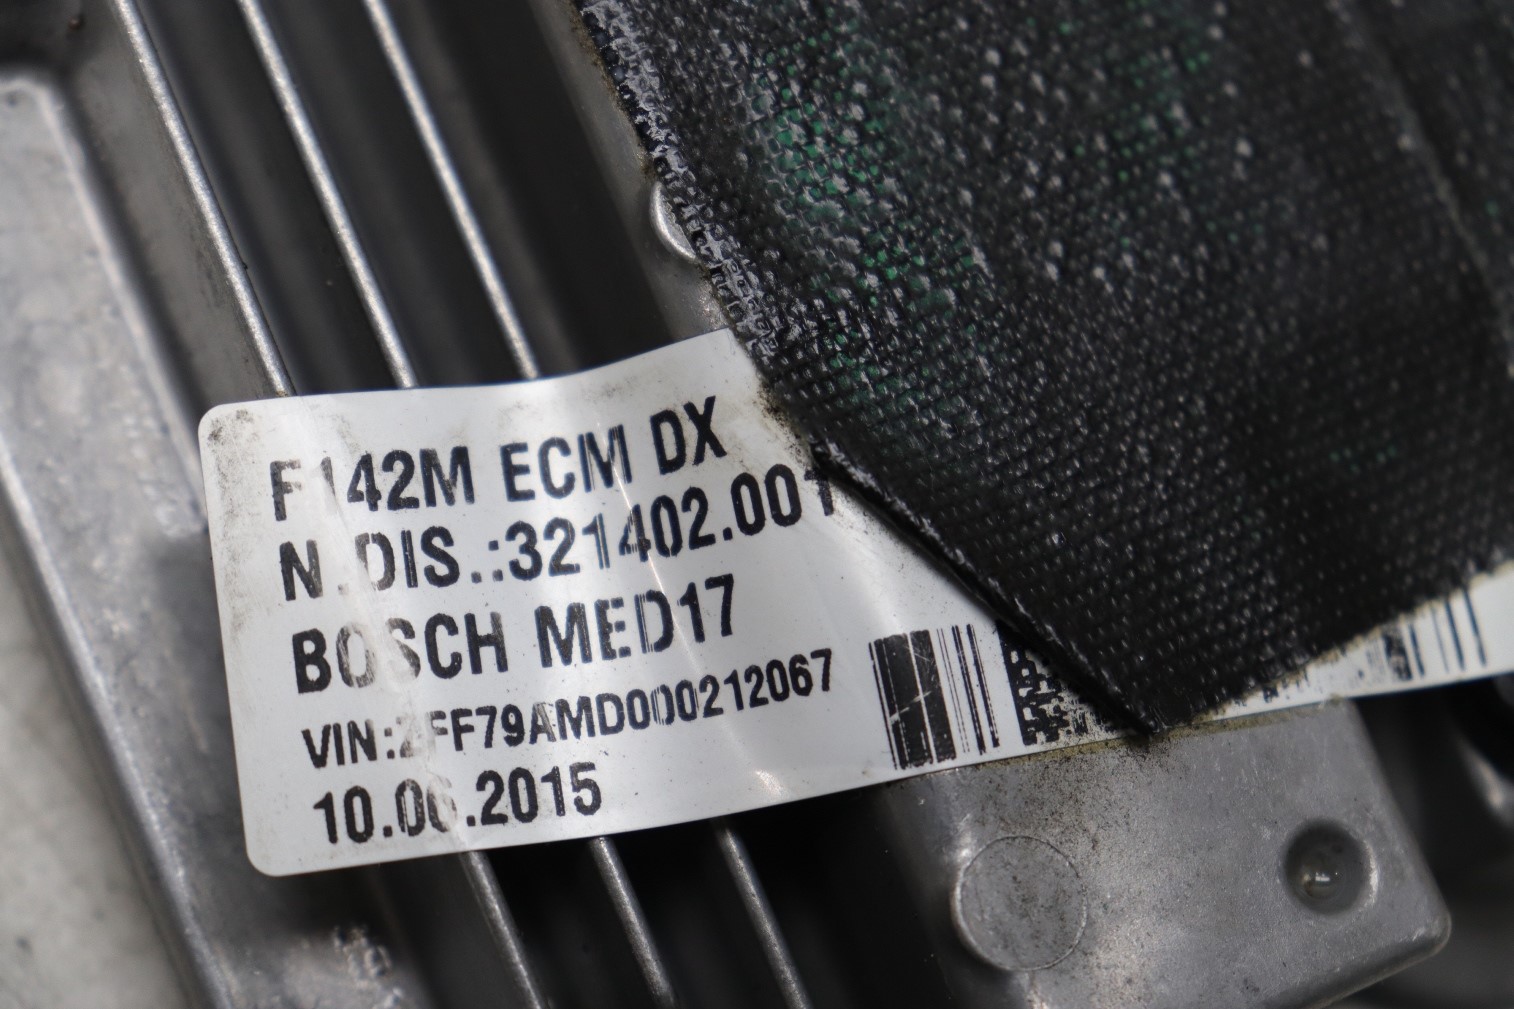 F142M ECM DX
N.DIS.:321402.001
BOSCH MED17
VIN:ZFF79AMD000212067
10.06.2015